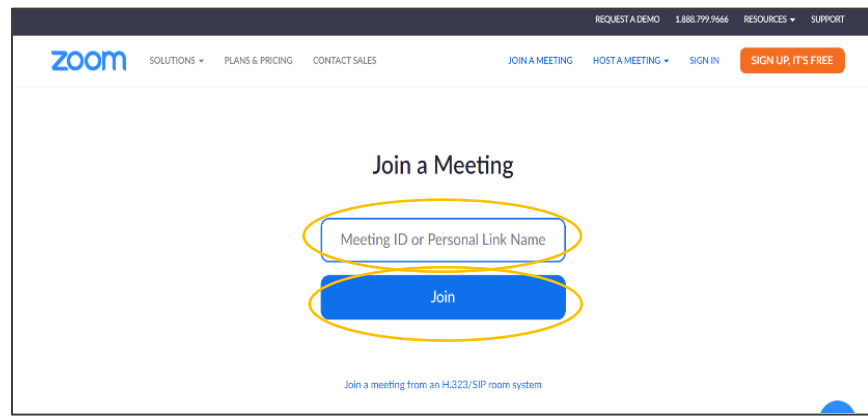 REQUEST A DEMO 1.888.799.9666 RESOURCES SUPPORT
zoom SOLUTIONS PLANS & PRICING CONTACT SALES JOIN A MEETING HOST A MEETING SIGN IN SIGN UP, IT'S FREE
Join a Meeting
Meeting ID or Personal Link Name
Join
Join a meeting from an H.323/SIP room system